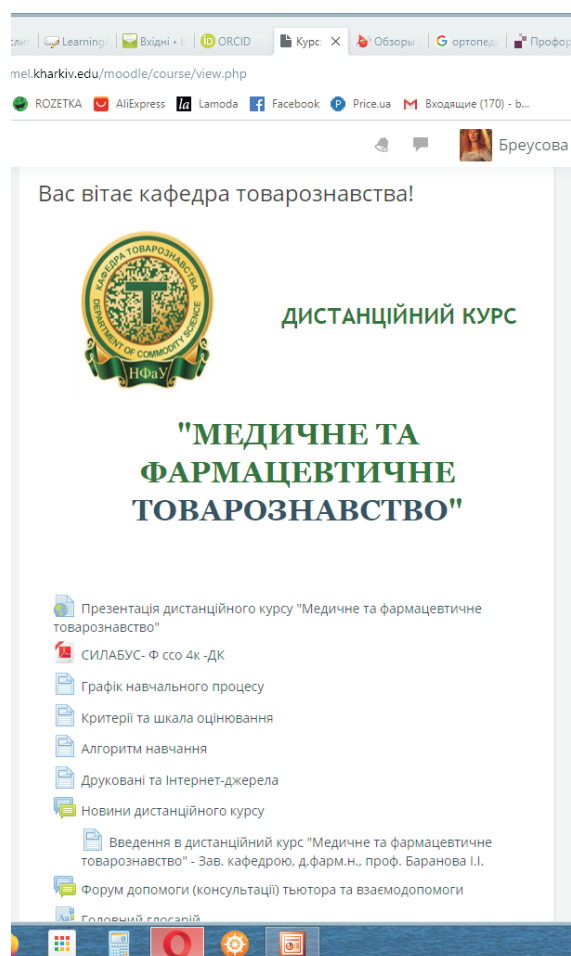 Learning
Вхідні
ORCID
Курс:
Обзоры
ортопед
Профор
mel.kharkiv.edu/moodle/course/view.php
ROZETKA AliExpress la Lamoda Facebook Price.ua Входящие (170) - b...
Бреусова
Вас вітає кафедра товарознавства!
КАФЕДРА ТОВАРОЗНАВСТВА
DEPARTMENT OF COMMODITY SCIENCE
Т
НФаУ
ДИСТАНЦІЙНИЙ КУРС
"МЕДИЧНЕ ТА
ФАРМАЦЕВТИЧНЕ
ТОВАРОЗНАВСТВО"
Презентація дистанційного курсу "Медичне та фармацевтичне
товарознавство"
СИЛАБУС- Ф ссо 4к -ДК
Графік навчального процесу
Критерії та шкала оцінювання
Алгоритм навчання
Друковані та Інтернет-джерела
Новини дистанційного курсу
Введення в дистанційний курс "Медичне та фармацевтичне
товарознавство" - Зав. кафедрою, д.фарм.н., проф. Баранова І.І.
Форум допомоги (консультації) тьютора та взаємодопомоги
Головний глосарій